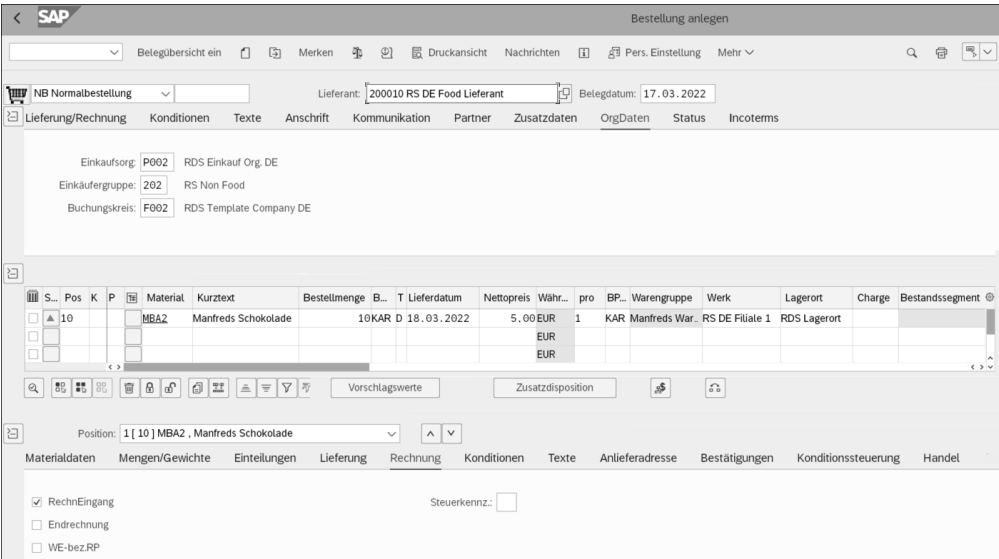 SAP Bestellung anlegen
Belegübersicht ein Merken Druckansicht Nachrichten Pers. Einstellung Mehr
NB Normalbestellung Lieferant: 200010 RS DE Food Lieferant Belegdatum: 17.03.2022
Lieferung/Rechnung Konditionen Texte Anschrift Kommunikation Partner Zusatzdaten OrgDaten Status Incoterms
Einkaufsorg: P002 RDS Einkauf Org. DE
Einkäufergruppe: 202 RS Non Food
Buchungskreis: F002 RDS Template Company DE
S... Pos K P Material Kurztext Bestellmenge B... T Lieferdatum Nettopreis Währ... pro BP... Warengruppe Werk Lagerort Charge Bestandssegment
10 MBA2 Manfreds Schokolade 10 KAR D 18.03.2022 5,00 EUR 1 KAR Manfreds War.. RS DE Filiale 1 RDS Lagerort
EUR
EUR
Vorschlagswerte Zusatzdisposition
Position: 1 [ 10 ] MBA2 , Manfreds Schokolade
Materialdaten Mengen/Gewichte Einteilungen Lieferung Rechnung Konditionen Texte Anlieferadresse Bestätigungen Konditionssteuerung Handel
RechnEingang Steuerkennz.:
Endrechnung
WE-bez.RP